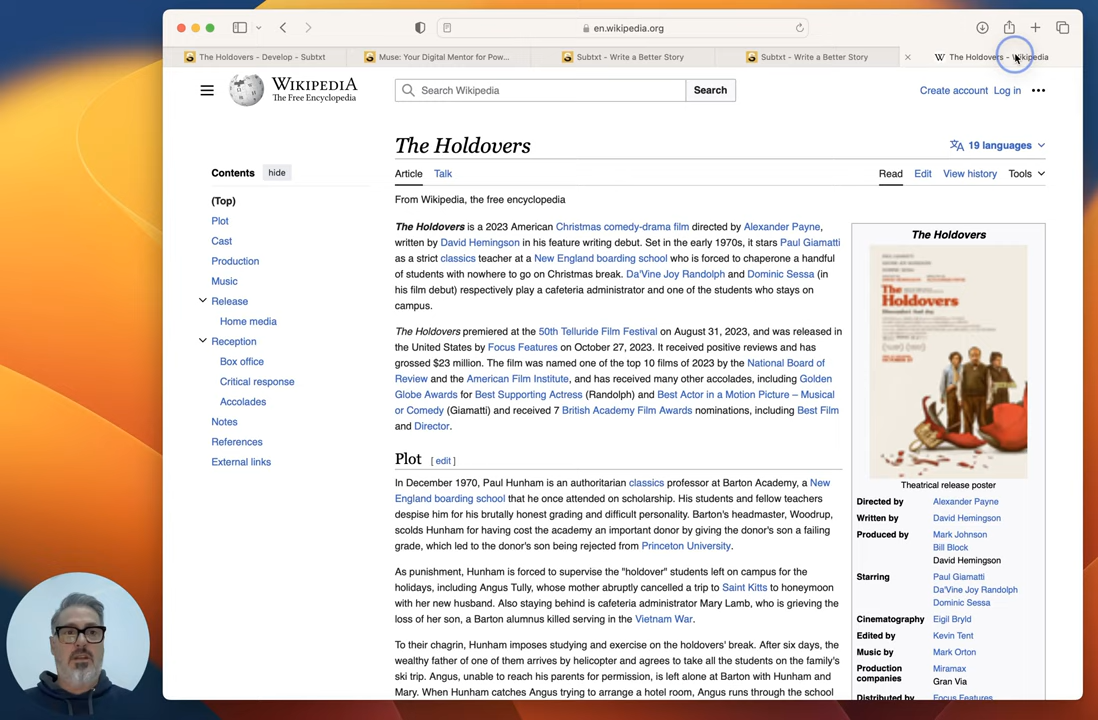 en.wikipedia.org
The Holdovers - Develop - Subtxt
Muse: Your Digital Mentor for Pow...
Subtxt - Write a Better Story
Subtxt - Write a Better Story
The Holdovers - Wikipedia
WIKIPEDIA
The Free Encyclopedia
Search Wikipedia
Search
Create account
Log in
The Holdovers
19 languages
Contents
hide
(Top)
Plot
Cast
Production
Music
Release
Home media
Reception
Box office
Critical response
Accolades
Notes
References
External links
Article
Talk
Read
Edit
View history
Tools
From Wikipedia, the free encyclopedia
The Holdovers is a 2023 American Christmas comedy-drama film directed by Alexander Payne,
written by David Hemingson in his feature writing debut. Set in the early 1970s, it stars Paul Giamatti
as a strict classics teacher at a New England boarding school who is forced to chaperone a handful
of students with nowhere to go on Christmas break. Da'Vine Joy Randolph and Dominic Sessa (in
his film debut) respectively play a cafeteria administrator and one of the students who stays on
campus.
The Holdovers premiered at the 50th Telluride Film Festival on August 31, 2023, and was released in
the United States by Focus Features on October 27, 2023. It received positive reviews and has
grossed $23 million. The film was named one of the top 10 films of 2023 by the National Board of
Review and the American Film Institute, and has received many other accolades, including Golden
Globe Awards for Best Supporting Actress (Randolph) and Best Actor in a Motion Picture – Musical
or Comedy (Giamatti) and received 7 British Academy Film Awards nominations, including Best Film
and Director.
Plot
[ edit ]
In December 1970, Paul Hunham is an authoritarian classics professor at Barton Academy, a New
England boarding school that he once attended on scholarship. His students and fellow teachers
despise him for his brutally honest grading and difficult personality. Barton's headmaster, Woodrup,
scolds Hunham for having cost the academy an important donor by giving the donor's son a failing
grade, which led to the donor's son being rejected from Princeton University.
As punishment, Hunham is forced to supervise the "holdover" students left on campus for the
holidays, including Angus Tully, whose mother abruptly cancelled a trip to Saint Kitts to honeymoon
with her new husband. Also staying behind is cafeteria administrator Mary Lamb, who is grieving the
loss of her son, a Barton alumnus killed serving in the Vietnam War.
To their chagrin, Hunham imposes studying and exercise on the holdovers' break. After six days, the
wealthy father of one of them arrives by helicopter and agrees to take all the students on the family's
ski trip. Angus, unable to reach his parents for permission, is left alone at Barton with Hunham and
Mary. When Hunham catches Angus trying to arrange a hotel room, Angus runs through the school
The Holdovers
The
Holdovers
Theatrical release poster
Directed by Alexander Payne
Written by David Hemingson
Produced by Mark Johnson
Bill Block
David Hemingson
Starring Paul Giamatti
Da'Vine Joy Randolph
Dominic Sessa
Cinematography Eigil Bryld
Edited by Kevin Tent
Music by Mark Orton
Production companies Miramax
Gran Via
Distributed by Focus Features